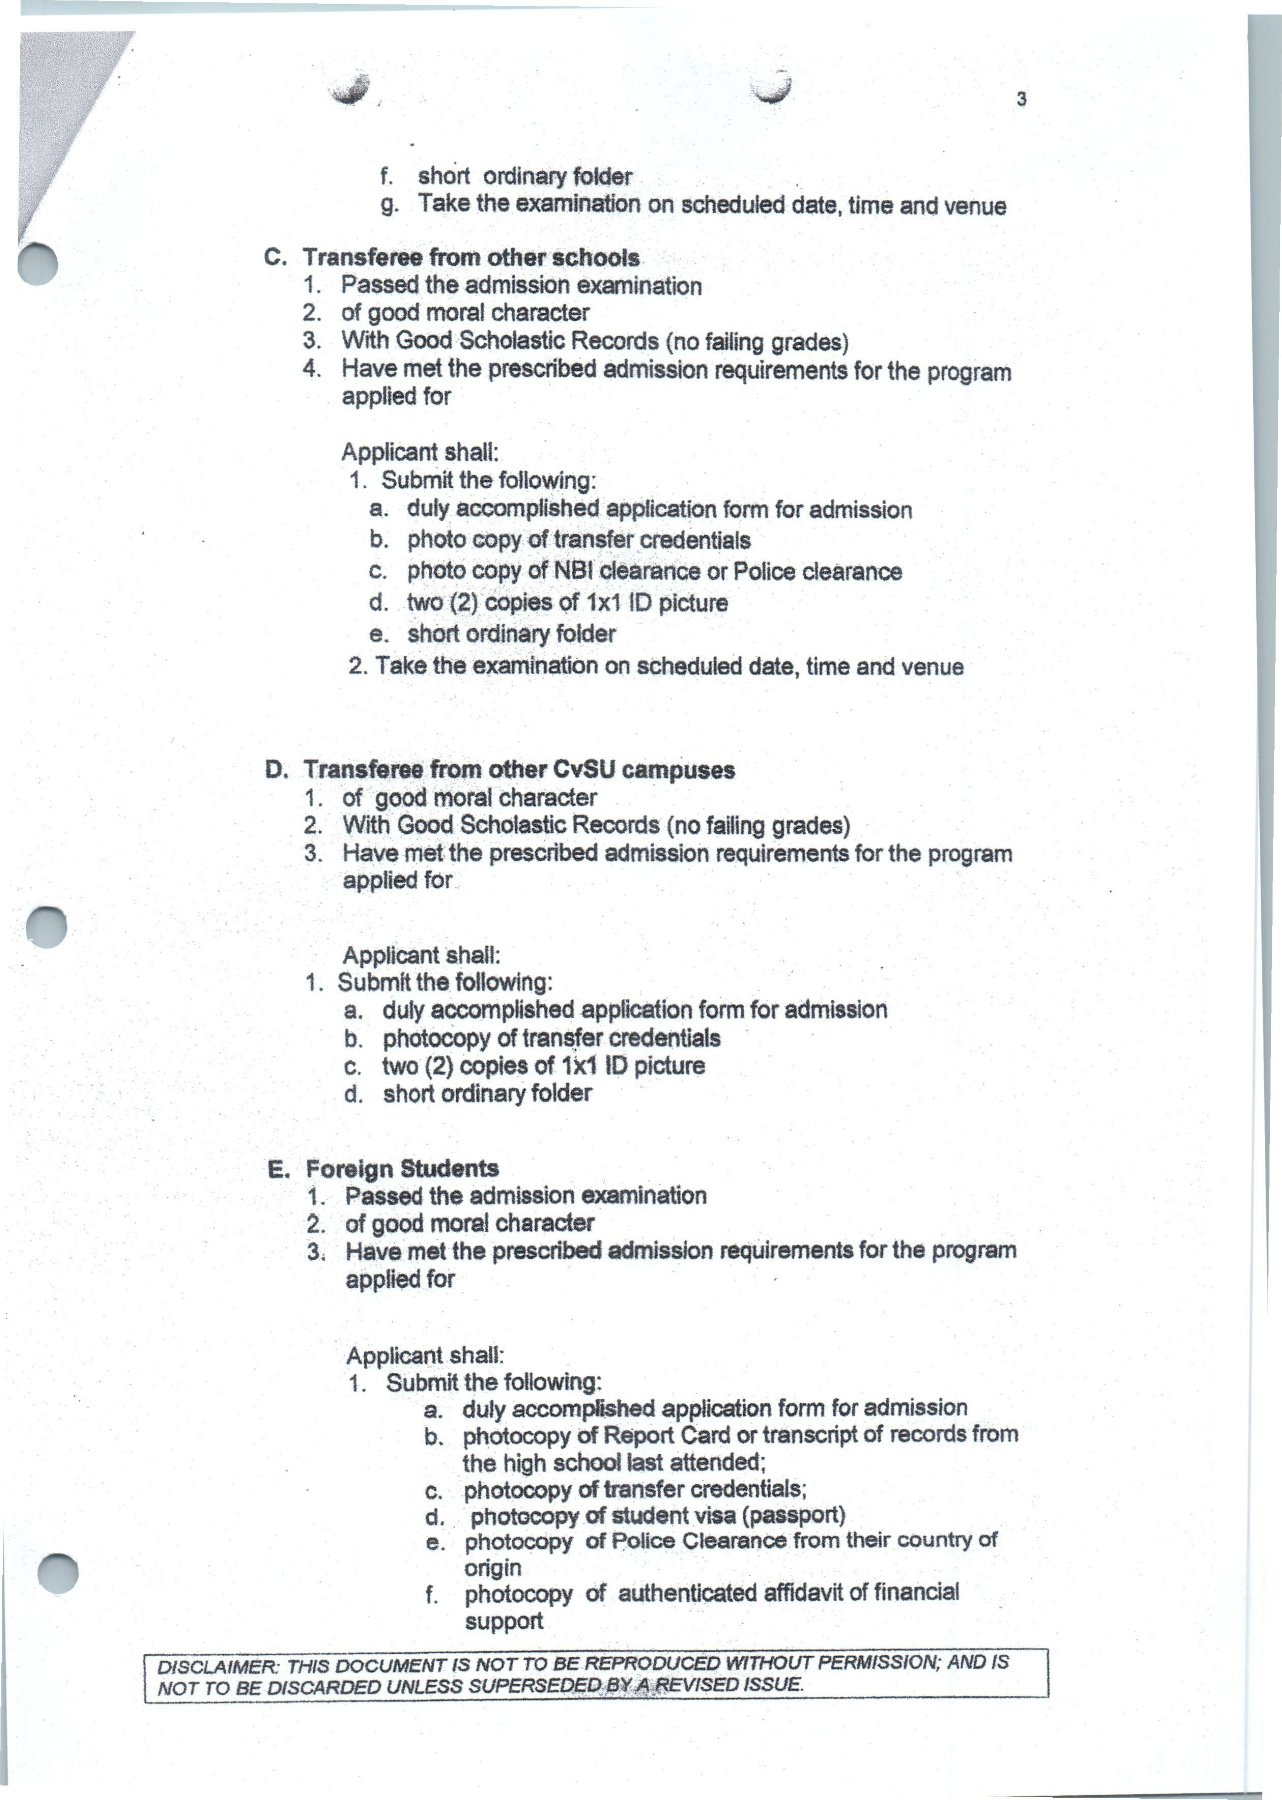 3
f. short ordinary folder
g. Take the examination on scheduled date, time and venue
C. Transferee from other schools
1. Passed the admission examination
2. of good moral character
3. With Good Scholastic Records (no failing grades)
4. Have met the prescribed admission requirements for the program
applied for
Applicant shall:
1. Submit the following:
a. duly accomplished application form for admission
b. photo copy of transfer credentials
c. photo copy of NBI clearance or Police clearance
d. two (2) copies of 1x1 ID picture
e. short ordinary folder
2. Take the examination on scheduled date, time and venue
D. Transferee from other CvSU campuses
1. of good moral character
2. With Good Scholastic Records (no failing grades)
3. Have met the prescribed admission requirements for the program
applied for
Applicant shall:
1. Submit the following:
a. duly accomplished application form for admission
b. photocopy of transfer credentials
c. two (2) copies of 1x1 ID picture
d. short ordinary folder
E. Foreign Students
1. Passed the admission examination
2. of good moral character
3. Have met the prescribed admission requirements for the program
applied for
Applicant shall:
1. Submit the following:
a. duly accomplished application form for admission
b. photocopy of Report Card or transcript of records from
the high school last attended;
c. photocopy of transfer credentials;
d. photocopy of student visa (passport)
e. photocopy of Police Clearance from their country of
origin
f. photocopy of authenticated affidavit of financial
support
DISCLAIMER: THIS DOCUMENT IS NOT TO BE REPRODUCED WITHOUT PERMISSION; AND IS
NOT TO BE DISCARDED UNLESS SUPERSEDED BY A REVISED ISSUE.